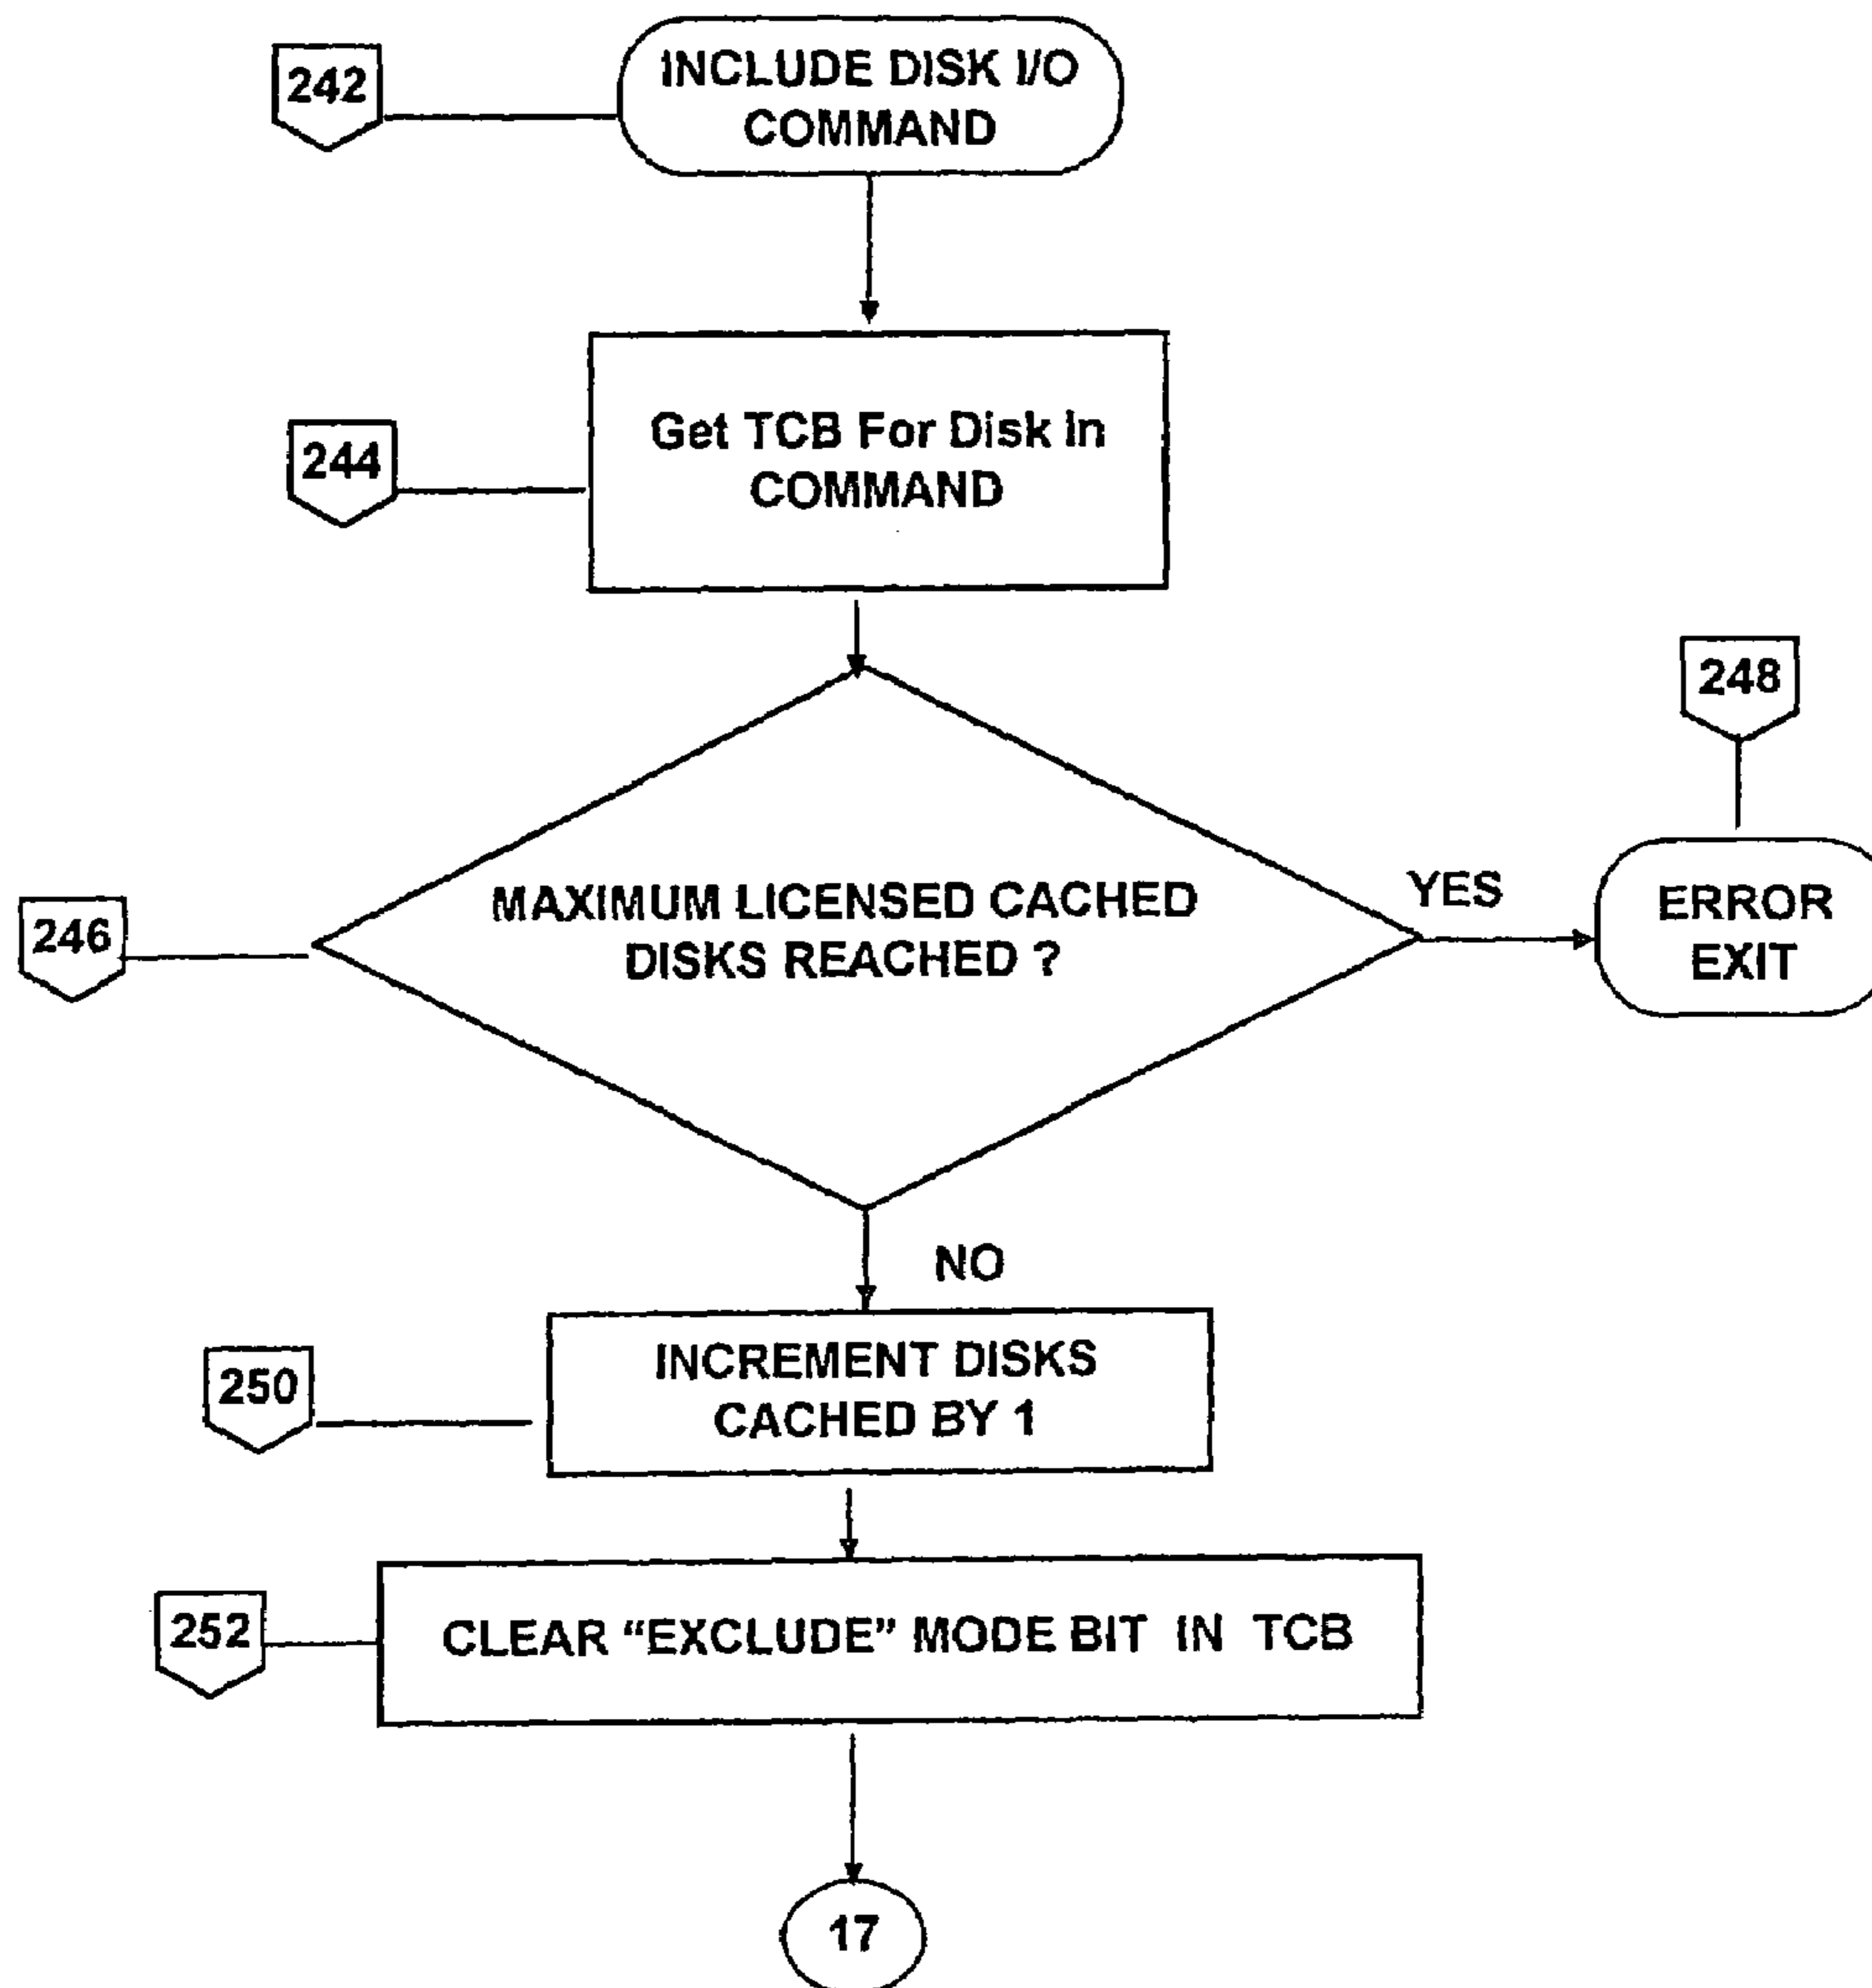 242
INCLUDE DISK I/O
COMMAND
244
Get TCB For Disk in
COMMAND
248
246
MAXIMUM LICENSED CACHED
DISKS REACHED ?
YES
ERROR
EXIT
NO
250
INCREMENT DISKS
CACHED BY 1
252
CLEAR “EXCLUDE” MODE BIT IN TCB
17